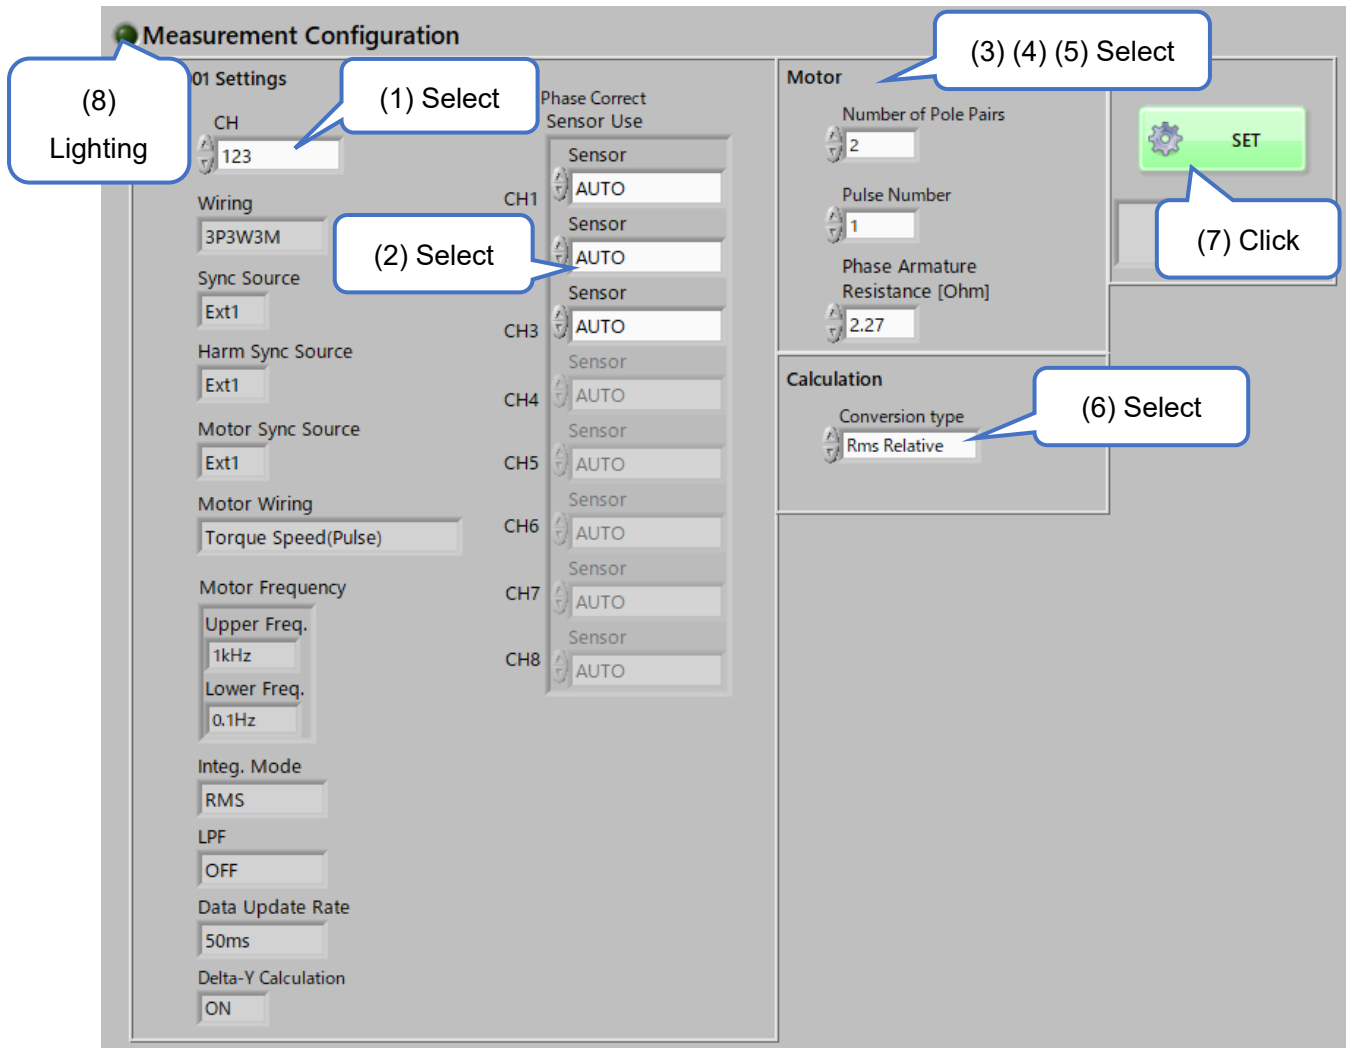 Measurement Configuration
(8)
Lighting
01 Settings
(1) Select
CH
123
Wiring
3P3W3M
Sync Source
Ext1
Harm Sync Source
Ext1
Motor Sync Source
Ext1
Motor Wiring
Torque Speed(Pulse)
Motor Frequency
Upper Freq.
1kHz
Lower Freq.
0.1Hz
Integ. Mode
RMS
LPF
OFF
Data Update Rate
50ms
Delta-Y Calculation
ON
Phase Correct
Sensor Use
Sensor
CH1
AUTO
Sensor
(2) Select
AUTO
Sensor
CH3
AUTO
Sensor
CH4
AUTO
Sensor
CH5
AUTO
Sensor
CH6
AUTO
Sensor
CH7
AUTO
Sensor
CH8
AUTO
Motor
(3) (4) (5) Select
Number of Pole Pairs
2
Pulse Number
1
Phase Armature
Resistance [Ohm]
2.27
Calculation
(6) Select
Conversion type
Rms Relative
SET
(7) Click